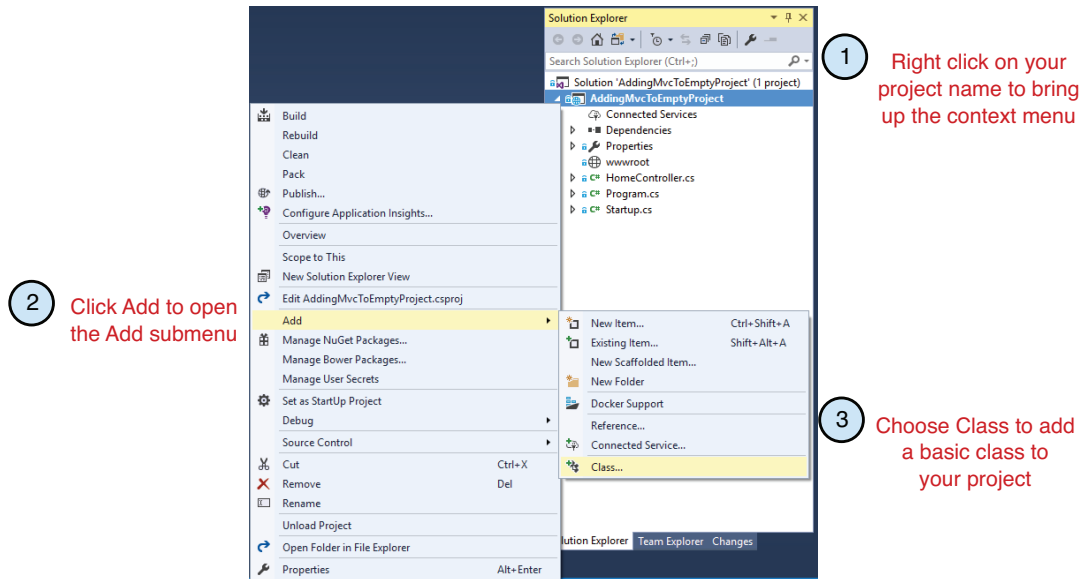 Solution Explorer
Search Solution Explorer (Ctrl+;)
Solution 'AddingMvcToEmptyProject' (1 project)
AddingMvcToEmptyProject
Connected Services
Dependencies
Properties
wwwroot
C# HomeController.cs
C# Program.cs
C# Startup.cs
1
Right click on your
project name to bring
up the context menu
Build
Rebuild
Clean
Pack
Publish...
Configure Application Insights...
Overview
Scope to This
New Solution Explorer View
Edit AddingMvcToEmptyProject.csproj
Add
Manage NuGet Packages...
Manage Bower Packages...
Manage User Secrets
Set as StartUp Project
Debug
Source Control
Cut Ctrl+X
Remove Del
Rename
Unload Project
Open Folder in File Explorer
Properties Alt+Enter
2
Click Add to open
the Add submenu
New Item... Ctrl+Shift+A
Existing Item... Shift+Alt+A
New Scaffolded Item...
New Folder
Docker Support
Reference...
Connected Service...
Class...
3
Choose Class to add
a basic class to
your project
lution Explorer Team Explorer Changes